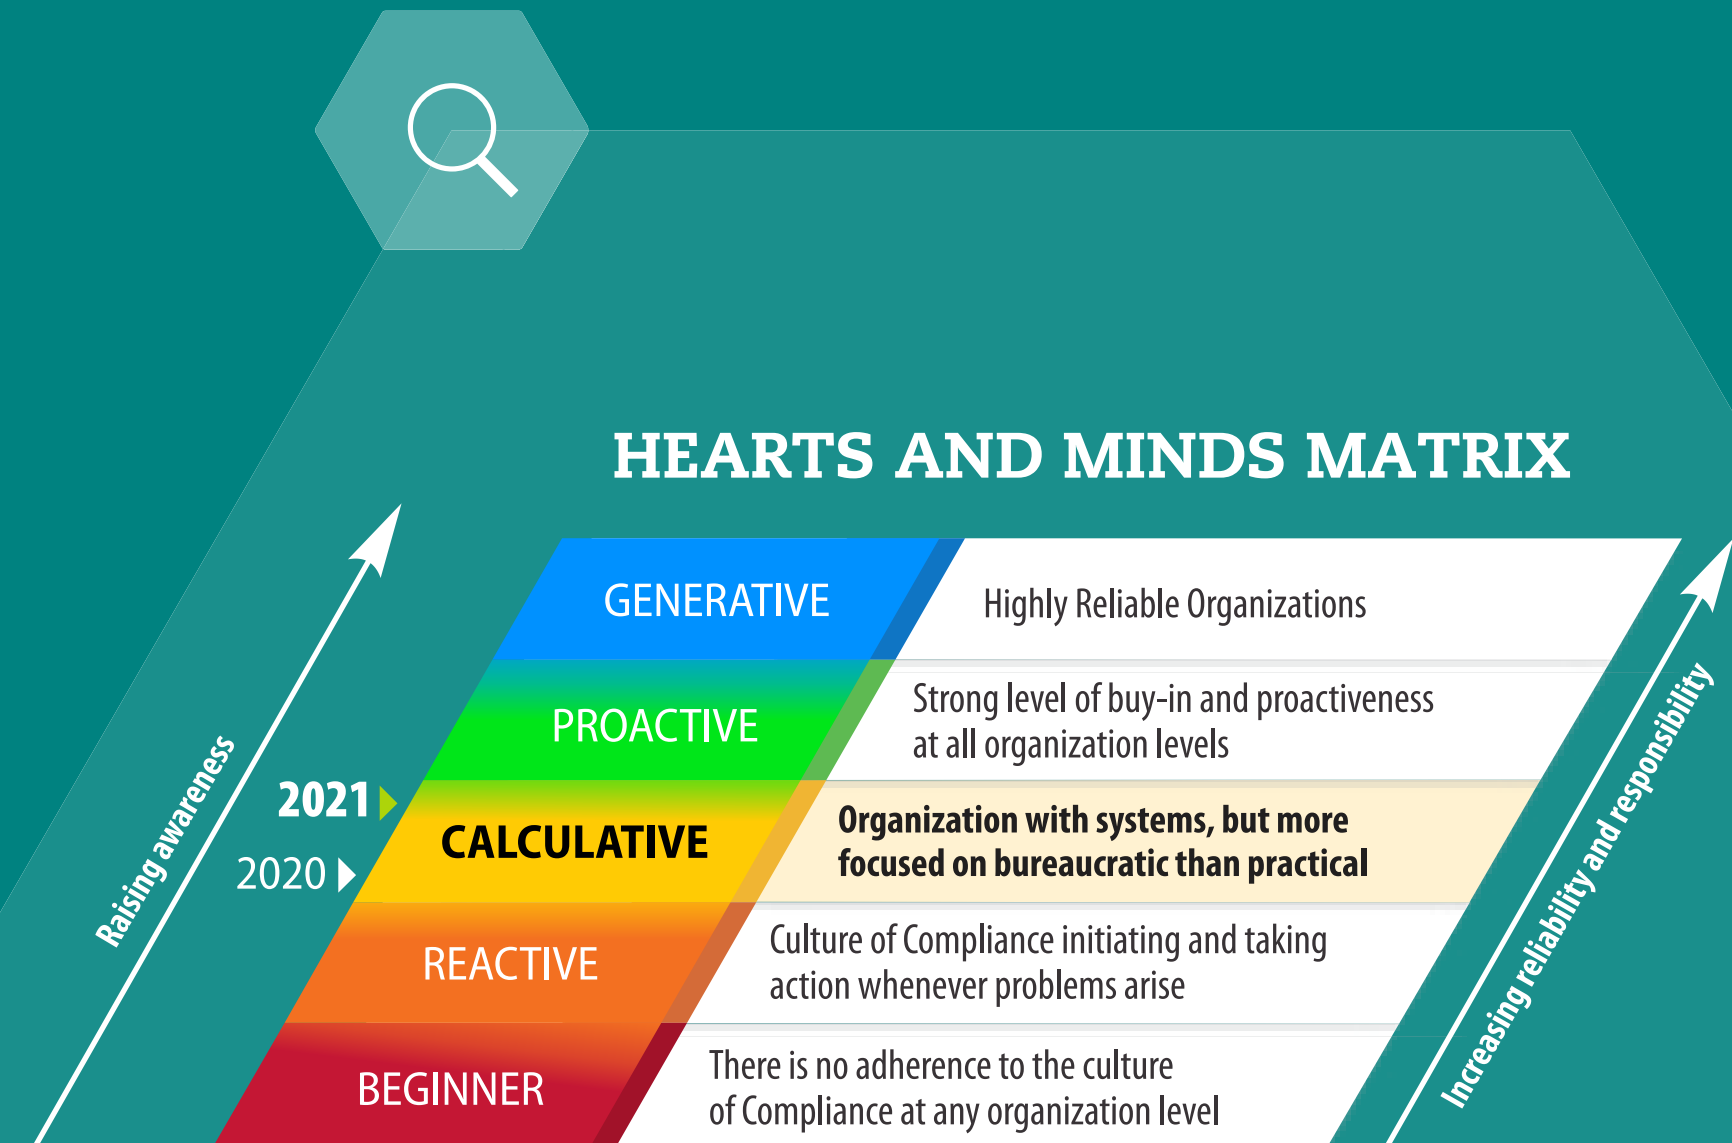 HEARTS AND MINDS MATRIX
GENERATIVE
Highly Reliable Organizations
PROACTIVE
Strong level of buy-in and proactiveness
at all organization levels
2021
2020
CALCULATIVE
Organization with systems, but more
focused on bureaucratic than practical
REACTIVE
Culture of Compliance initiating and taking
action whenever problems arise
BEGINNER
There is no adherence to the culture
of Compliance at any organization level
Raising awareness
Increasing reliability and responsibility